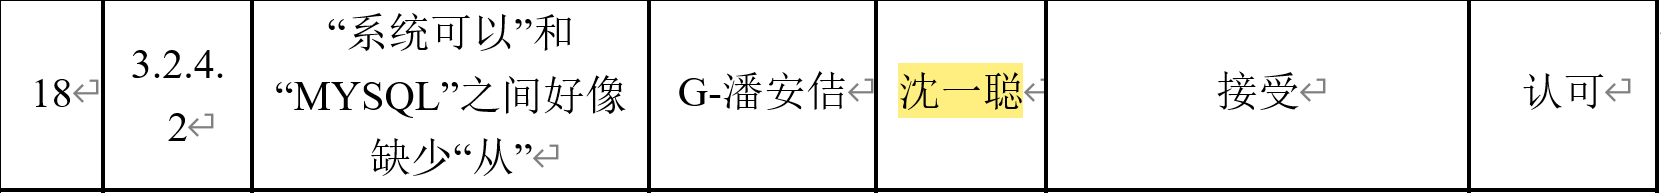 18
3.2.4.
2
“系统可以”和
“MYSQL”之间好像
缺少“从”
G-潘安佶
沈一聪
接受
认可